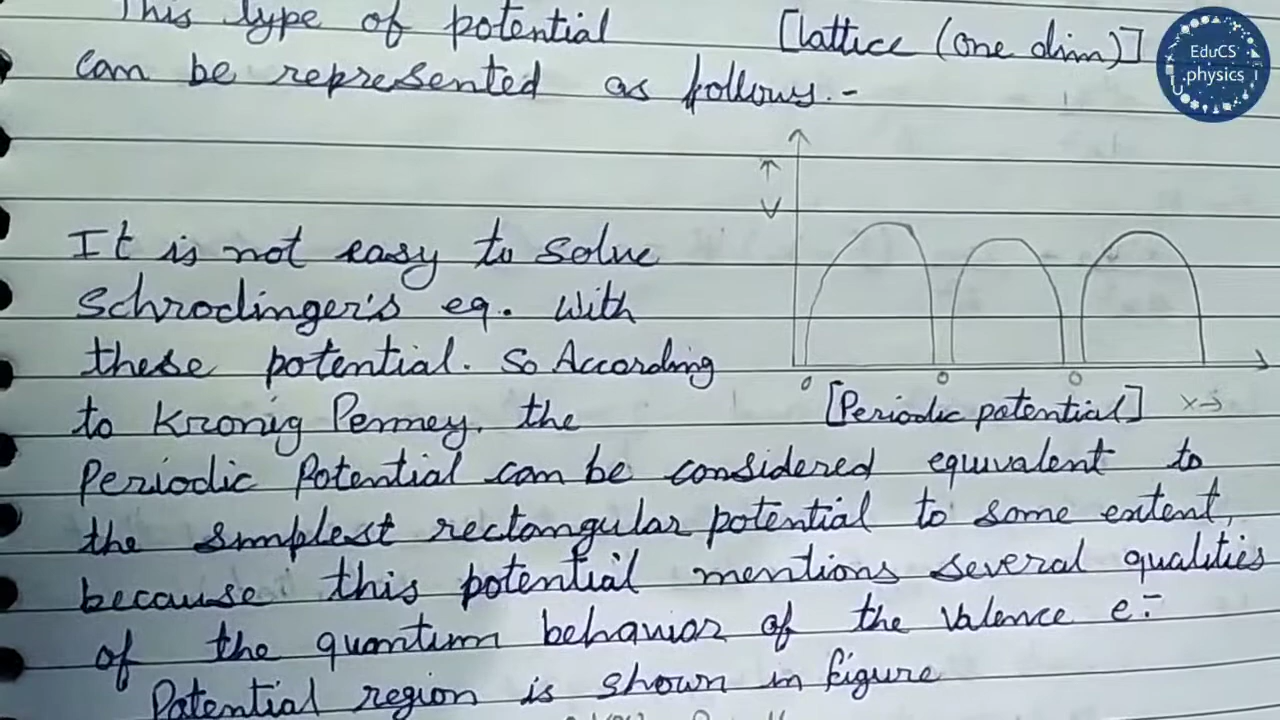 This type of potential [lattice (one dim)]
can be represented as follows.-
EduCS
.physics
V
It is not easy to solve
Schrodinger's eq. With
these potential. So According
o o o
to Kronig Penney. the [Periodic potential] x→
Periodic Potential can be considered equivalent to
the simplest rectangular potential to some extent,
because this potential mentions several qualities
of the quantum behavior of the valence e:-
Potential region is shown in figure